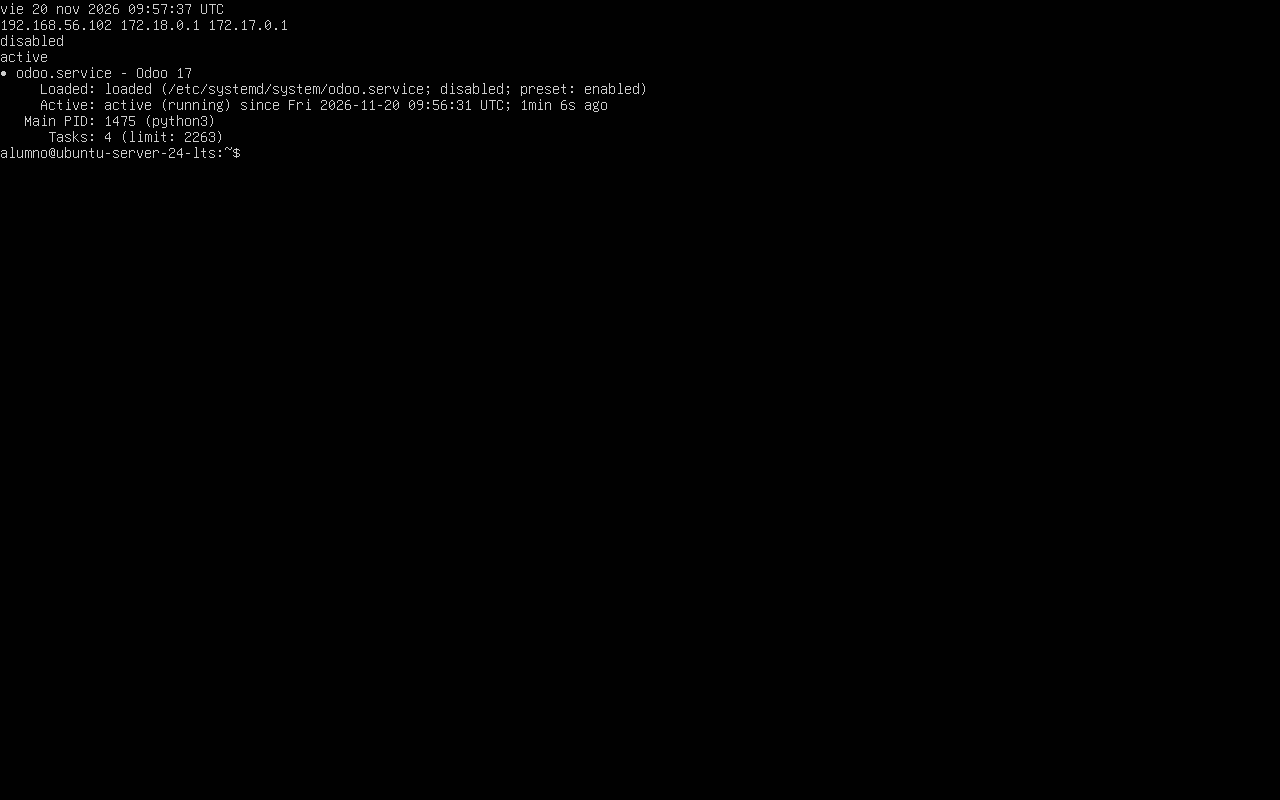 vie 20 nov 2026 09:57:37 UTC
192.168.56.102 172.18.0.1 172.17.0.1
disabled
active
● odoo.service - Odoo 17
     Loaded: loaded (/etc/systemd/system/odoo.service; disabled; preset: enabled)
     Active: active (running) since Fri 2026-11-20 09:56:31 UTC; 1min 6s ago
   Main PID: 1475 (python3)
      Tasks: 4 (limit: 2263)
alumno@ubuntu-server-24-lts:~$